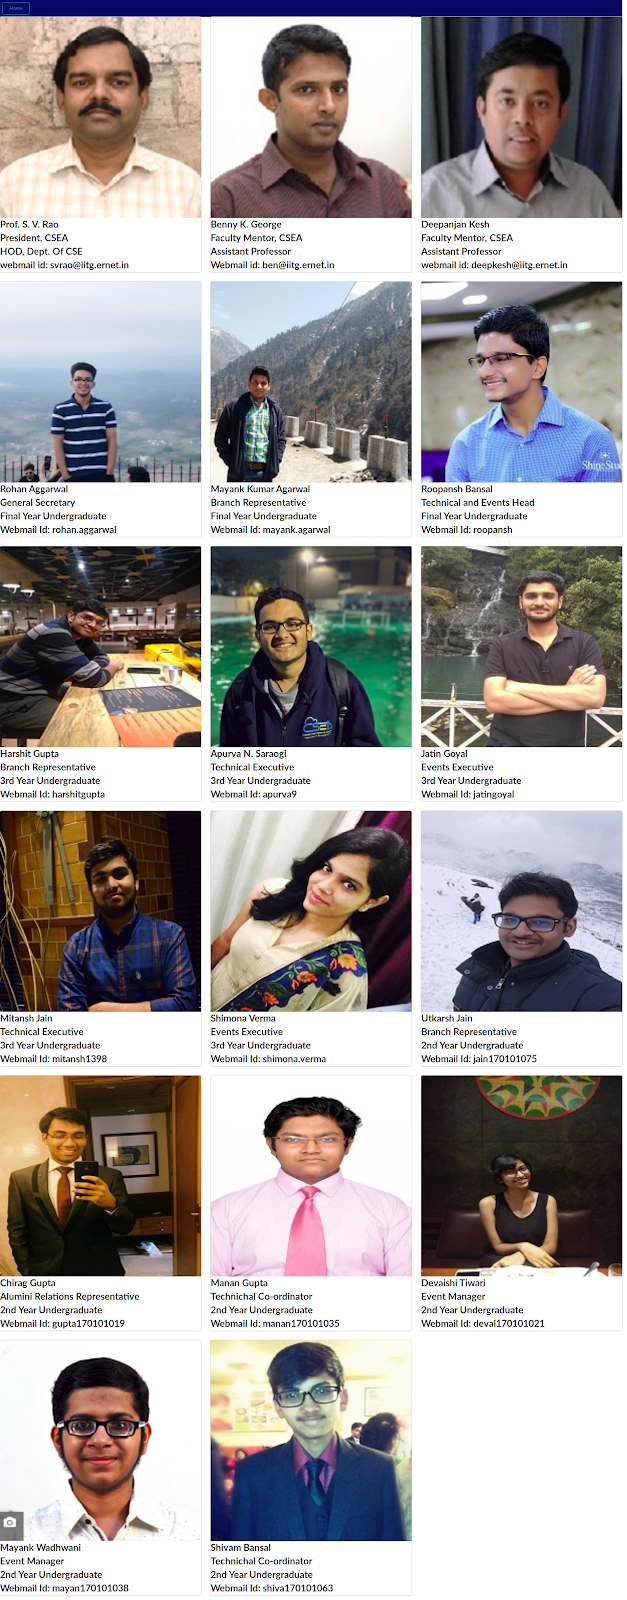 Home
Prof. S. V. Rao
President, CSEA
HOD, Dept. Of CSE
webmail id: svrao@iitg.ernet.in
Benny K. George
Faculty Mentor, CSEA
Assistant Professor
Webmail id: ben@iitg.ernet.in
Deepanjan Kesh
Faculty Mentor, CSEA
Assistant Professor
webmail id: deepkesh@iitg.ernet.in
Shine Stud
Rohan Aggarwal
General Secretary
Final Year Undergraduate
Webmail Id: rohan.aggarwal
Mayank Kumar Agarwal
Branch Representative
Final Year Undergraduate
Webmail Id: mayank.agarwal
Roopansh Bansal
Technical and Events Head
Final Year Undergraduate
Webmail Id: roopansh
CSEA
Harshit Gupta
Branch Representative
3rd Year Undergraduate
Webmail Id: harshitgupta
Apurva N. Saraogi
Technical Executive
3rd Year Undergraduate
Webmail Id: apurva9
Jatin Goyal
Events Executive
3rd Year Undergraduate
Webmail Id: jatingoyal
Mitansh Jain
Technical Executive
3rd Year Undergraduate
Webmail Id: mitansh1398
Shimona Verma
Events Executive
3rd Year Undergraduate
Webmail Id: shimona.verma
Utkarsh Jain
Branch Representative
2nd Year Undergraduate
Webmail Id: jain170101075
Chirag Gupta
Alumini Relations Representative
2nd Year Undergraduate
Webmail Id: gupta170101019
Manan Gupta
Technichal Co-ordinator
2nd Year Undergraduate
Webmail Id: manan170101035
Devaishi Tiwari
Event Manager
2nd Year Undergraduate
Webmail Id: devai170101021
Mayank Wadhwani
Event Manager
2nd Year Undergraduate
Webmail Id: mayan170101038
Shivam Bansal
Technichal Co-ordinator
2nd Year Undergraduate
Webmail Id: shiva170101063